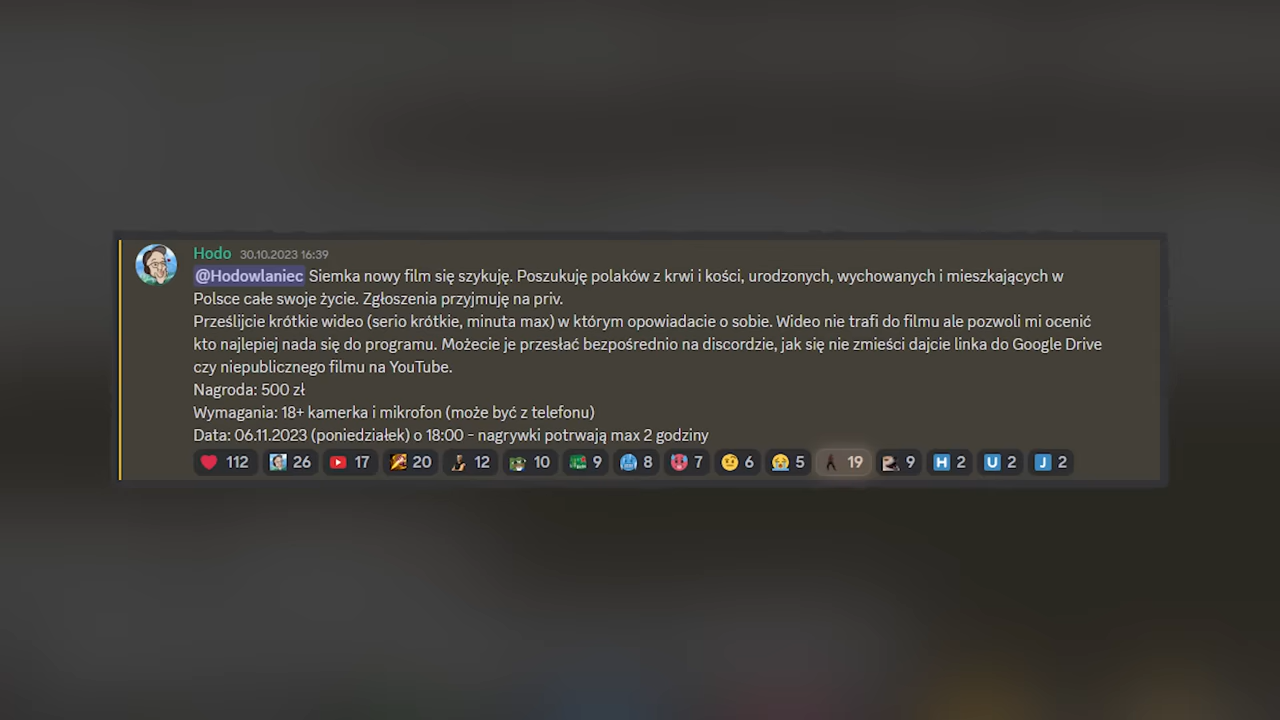 Hodo 30.10.2023 16:39
@Hodowlaniec Siemka nowy film się szykuję. Poszukuję polaków z krwi i kości, urodzonych, wychowanych i mieszkających w
Polsce całe swoje życie. Zgłoszenia przyjmuję na priv.
Prześlijcie krótkie wideo (serio krótkie, minuta max) w którym opowiadacie o sobie. Wideo nie trafi do filmu ale pozwoli mi ocenić
kto najlepiej nada się do programu. Możecie je przesłać bezpośrednio na discordzie, jak się nie zmieści dajcie linka do Google Drive
czy niepublicznego filmu na YouTube.
Nagroda: 500 zł
Wymagania: 18+ kamerka i mikrofon (może być z telefonu)
Data: 06.11.2023 (poniedziałek) o 18:00 - nagrywki potrwają max 2 godziny
112 26 17 20 12 10 9 8 7 6 5 19 9 H 2 U 2 J 2